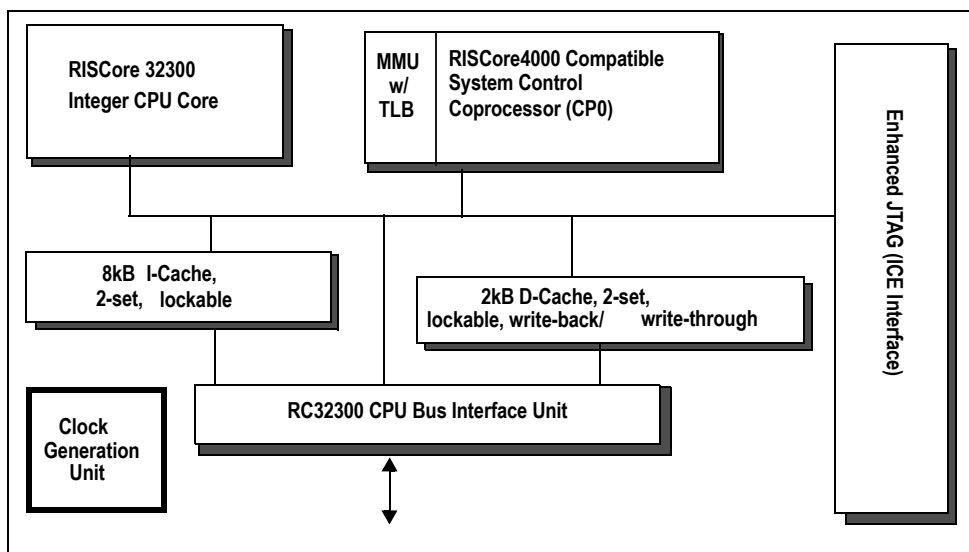 RISCore 32300
Integer CPU Core
MMU
w/
TLB
RISCore4000 Compatible
System Control
Coprocessor (CP0)
Enhanced JTAG (ICE Interface)
8kB I-Cache,
2-set, lockable
2kB D-Cache, 2-set,
lockable, write-back/ write-through
RC32300 CPU Bus Interface Unit
Clock
Generation
Unit